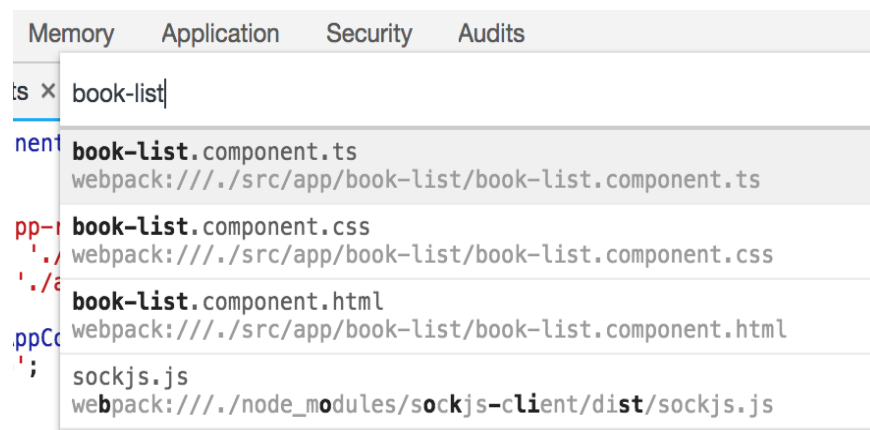 Memory Application Security Audits
ts ×
book-list
nent
book-list.component.ts
webpack:///./src/app/book-list/book-list.component.ts
pp-r
book-list.component.css
'./
webpack:///./src/app/book-list/book-list.component.css
'./a
book-list.component.html
webpack:///./src/app/book-list/book-list.component.html
ppCo
';
sockjs.js
webpack:///./node_modules/sockjs-client/dist/sockjs.js